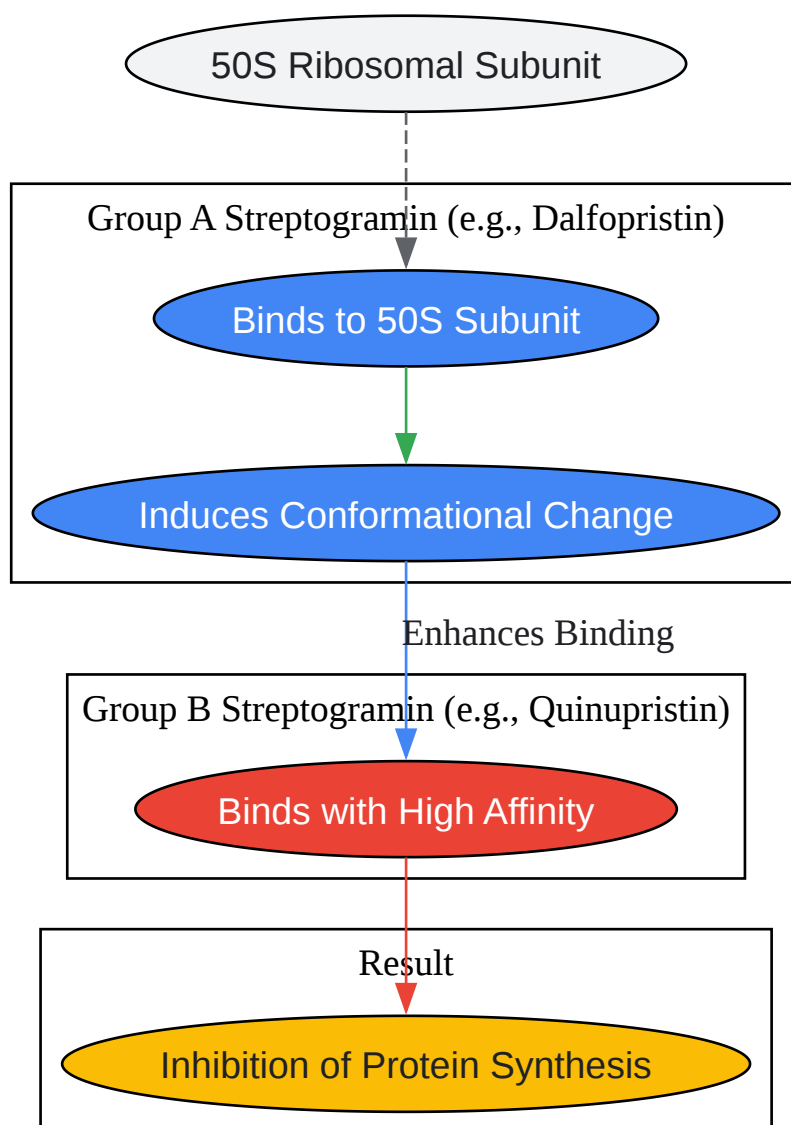 50S Ribosomal Subunit
Group A Streptogramin (e.g., Dalfopristin)
Binds to 50S Subunit
Induces Conformational Change
Enhances Binding
Group B Streptogramin (e.g., Quinupristin)
Binds with High Affinity
Result
Inhibition of Protein Synthesis